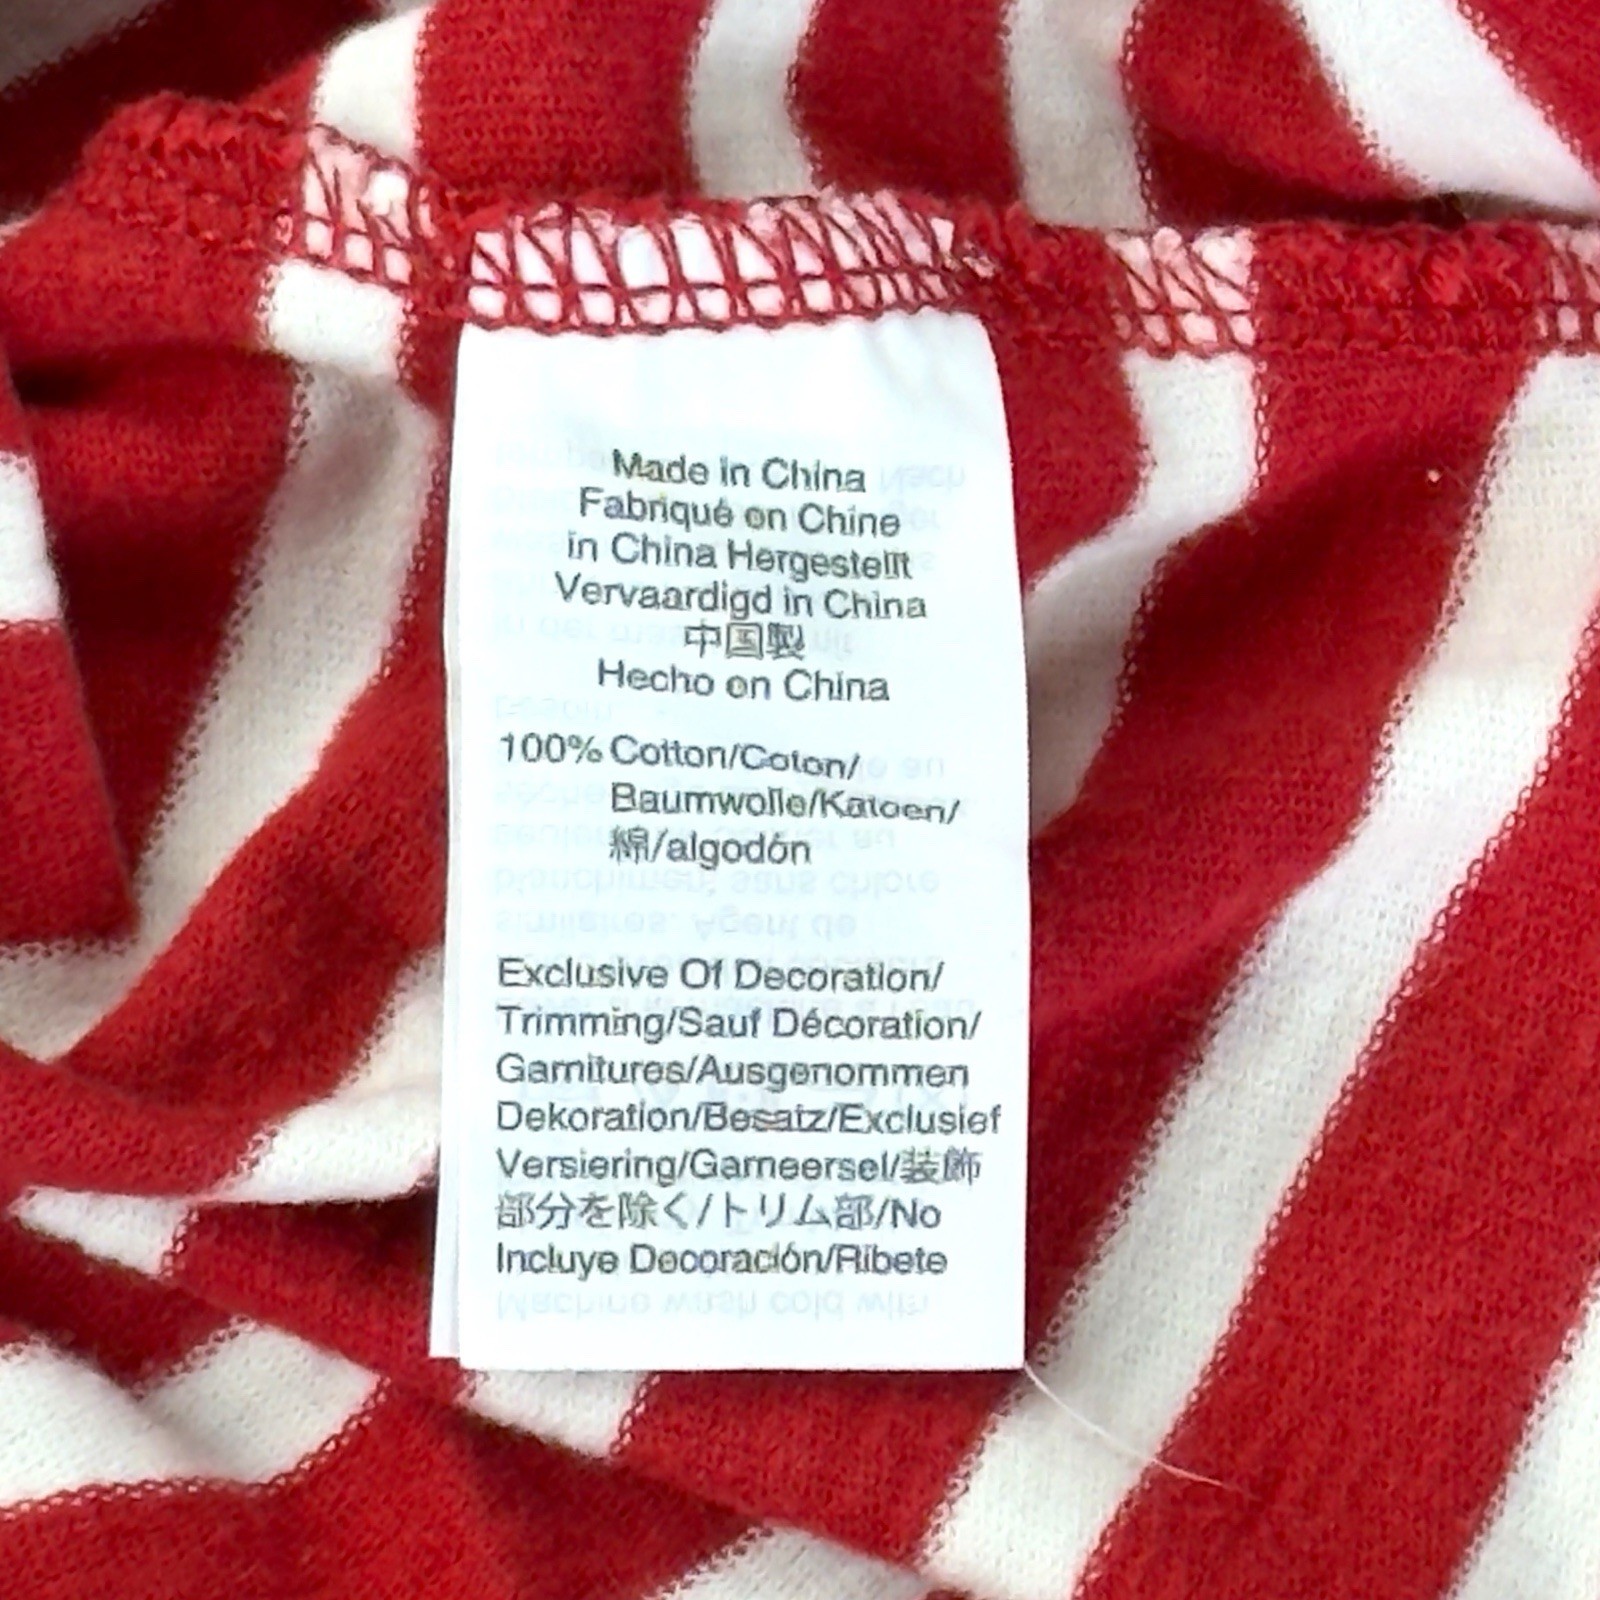 Made in China
Fabriqué en Chine
in China Hergestellt
Vervaardigd in China
中国製
Hecho en China
100% Cotton/Coton/
Baumwolle/Katoen/
綿/algodón
Exclusive Of Decoration/
Trimming/Sauf Décoration/
Garnitures/Ausgenommen
Dekoration/Besatz/Exclusief
Versiering/Garneersel/装飾
部分を除く/トリム部/No
Incluye Decoración/Ribete